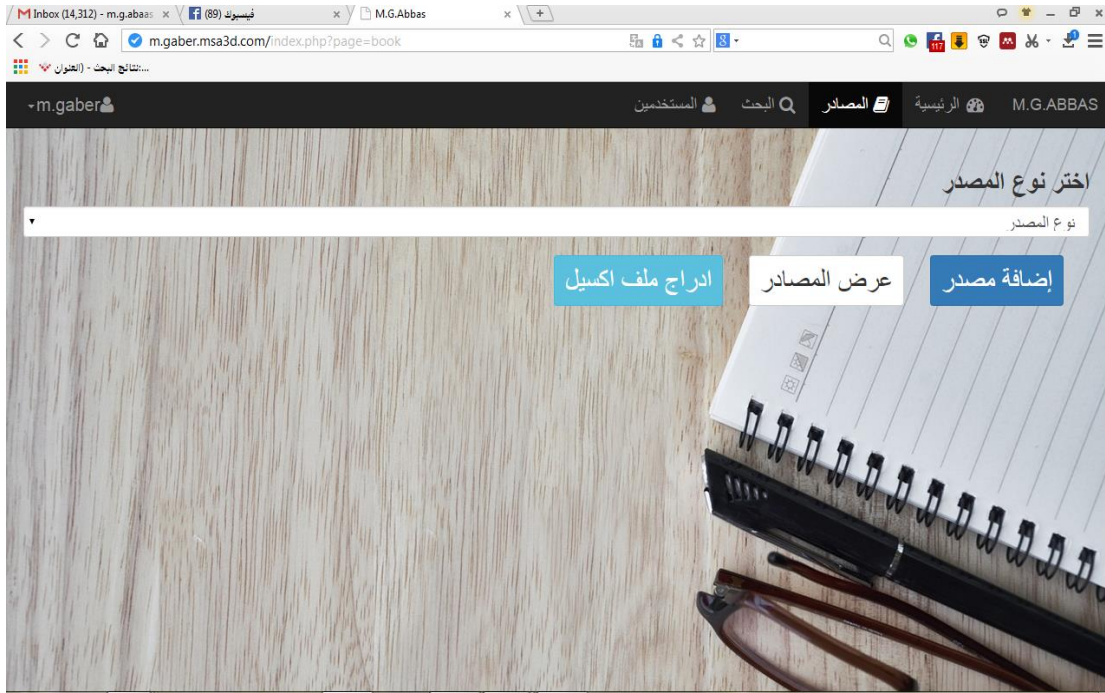 Inbox (14,312) - m.g.abaas
فيسبوك (89)
M.G.Abbas
m.gaber.msa3d.com/index.php?page=book
117
نتائج البحث - (العنوان:...
M.G.ABBAS الرئيسية المصادر البحث المستخدمين m.gaber
اختر نوع المصدر
نوع المصدر
إضافة مصدر عرض المصادر ادراج ملف اكسيل